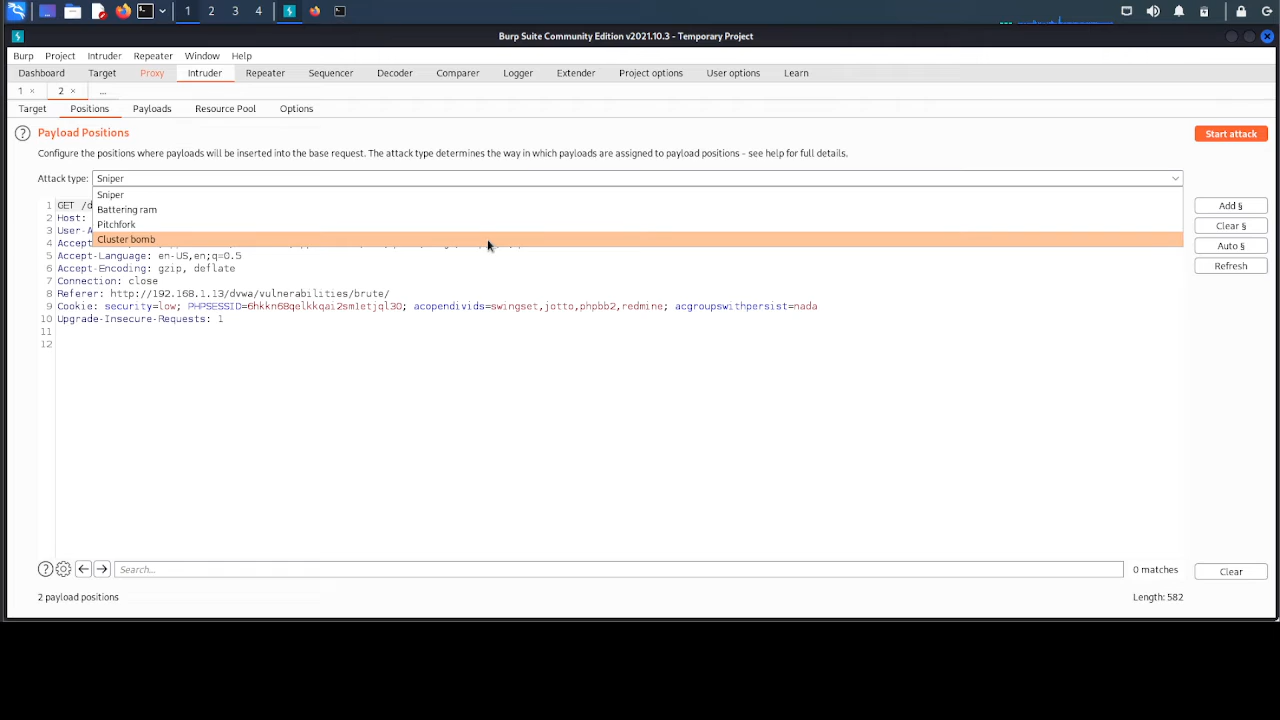 1 2 3 4
Burp Suite Community Edition v2021.10.3 - Temporary Project
Burp Project Intruder Repeater Window Help
Dashboard Target Proxy Intruder Repeater Sequencer Decoder Comparer Logger Extender Project options User options Learn
1 × 2 × ...
Target Positions Payloads Resource Pool Options
? Payload Positions
Start attack
Configure the positions where payloads will be inserted into the base request. The attack type determines the way in which payloads are assigned to payload positions - see help for full details.
Attack type: Sniper
Sniper
Battering ram
Pitchfork
Cluster bomb
1 GET /d
2 Host:
3 User-A
4 Accept
5 Accept-Language: en-US,en;q=0.5
6 Accept-Encoding: gzip, deflate
7 Connection: close
8 Referer: http://192.168.1.13/dvwa/vulnerabilities/brute/
9 Cookie: security=low; PHPSESSID=6hkkn68qelkkqai2sm1etjql30; acopendivids=swingset,jotto,phpbb2,redmine; acgroupswithpersist=nada
10 Upgrade-Insecure-Requests: 1
11
12
Add §
Clear §
Auto §
Refresh
? Search... 0 matches Clear
2 payload positions Length: 582